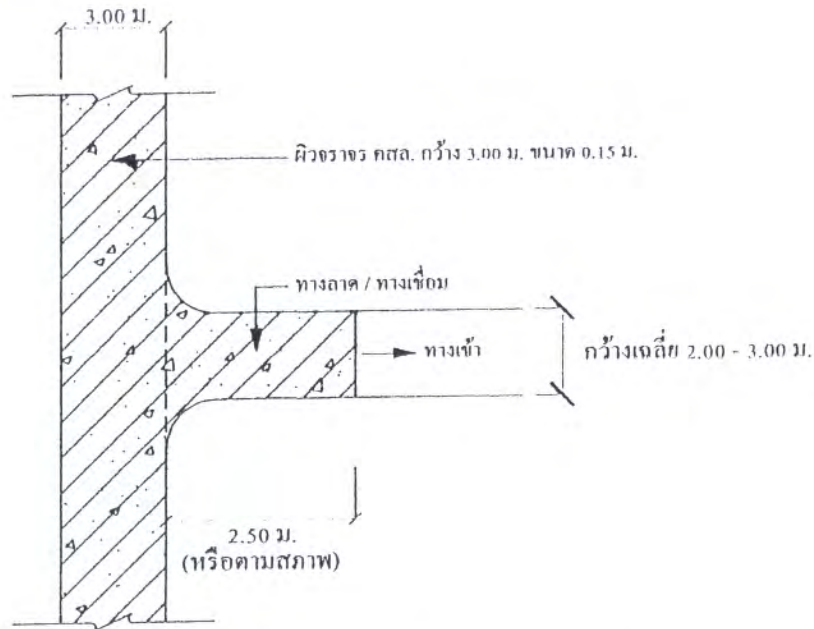 3.00 ม.
ผิวจราจร คสล. กว้าง 3.00 ม. ขนาด 0.15 ม.
ทางลาด / ทางเชื่อม
ทางเข้า
กว้างเฉลี่ย 2.00 - 3.00 ม.
2.50 ม.
(หรือตามสภาพ)